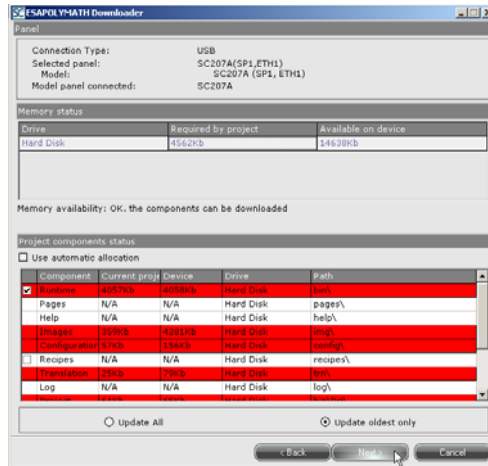 ESAPOLYMATH Downloader
Panel
Connection Type: USB
Selected panel: SC207A(SP1,ETH1)
Model: SC207A (SP1, ETH1)
Model panel connected: SC207A
Memory status
Drive Required by project Available on device
Hard Disk 4562Kb 14630Kb
Memory availability: OK. the components can be downloaded
Project components status
Use automatic allocation
Component Current proje Device Drive Path
Runtime 4057Kb 4058Kb Hard Disk bin\
Pages N/A N/A Hard Disk pages\
Help N/A N/A Hard Disk help\
Images 359Kb 4281Kb Hard Disk img\
Configuration 57Kb 156Kb Hard Disk config\
Recipes N/A N/A Hard Disk recipes\
Translation 25Kb 79Kb Hard Disk trn\
Log N/A N/A Hard Disk log\
Update All Update oldest only
< Back Next > Cancel